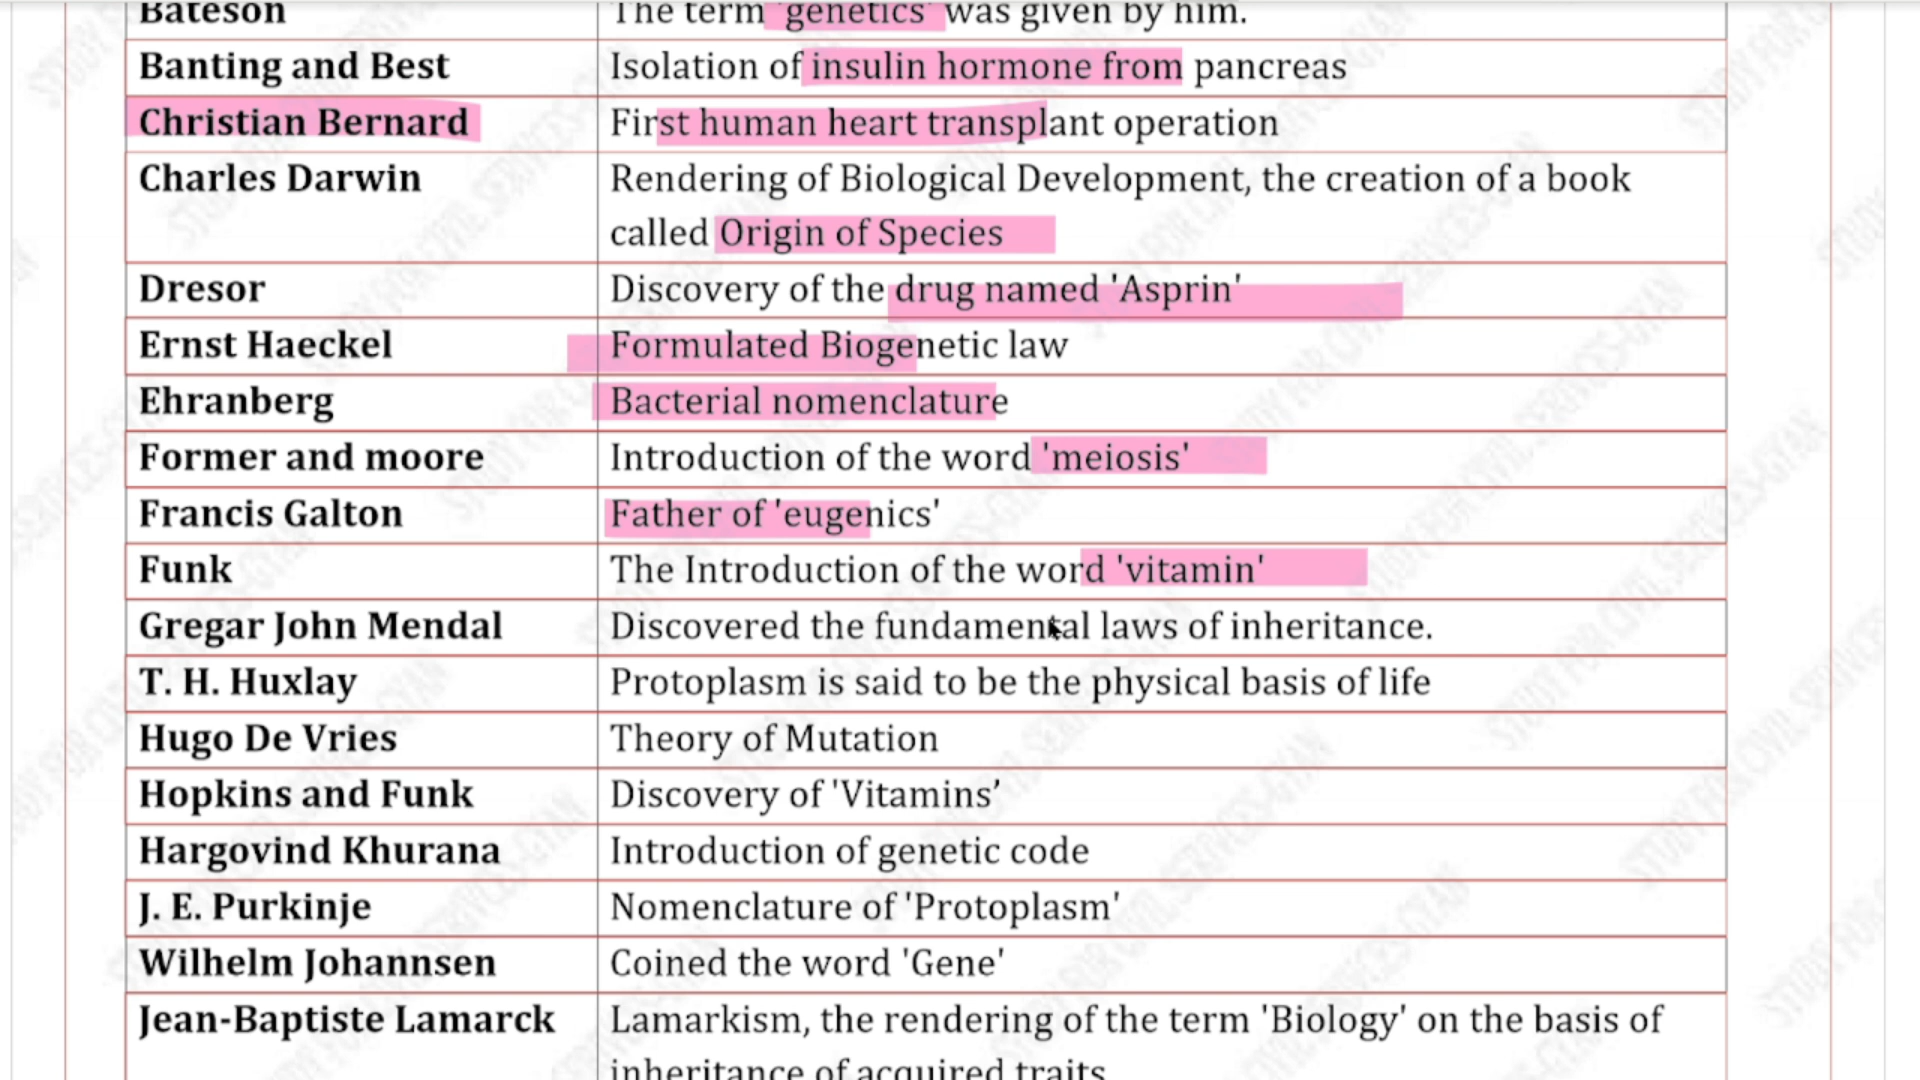 Bateson The term 'genetics' was given by him.
Banting and Best Isolation of insulin hormone from pancreas
Christian Bernard First human heart transplant operation
Charles Darwin Rendering of Biological Development, the creation of a book
called Origin of Species
Dresor Discovery of the drug named 'Asprin'
Ernst Haeckel Formulated Biogenetic law
Ehranberg Bacterial nomenclature
Former and moore Introduction of the word 'meiosis'
Francis Galton Father of 'eugenics'
Funk The Introduction of the word 'vitamin'
Gregar John Mendal Discovered the fundamental laws of inheritance.
T. H. Huxlay Protoplasm is said to be the physical basis of life
Hugo De Vries Theory of Mutation
Hopkins and Funk Discovery of 'Vitamins’
Hargovind Khurana Introduction of genetic code
J. E. Purkinje Nomenclature of 'Protoplasm'
Wilhelm Johannsen Coined the word 'Gene'
Jean-Baptiste Lamarck Lamarkism, the rendering of the term 'Biology' on the basis of
inheritance of acquired traits
STUDY FOR CIVIL SERVICES-GYAN